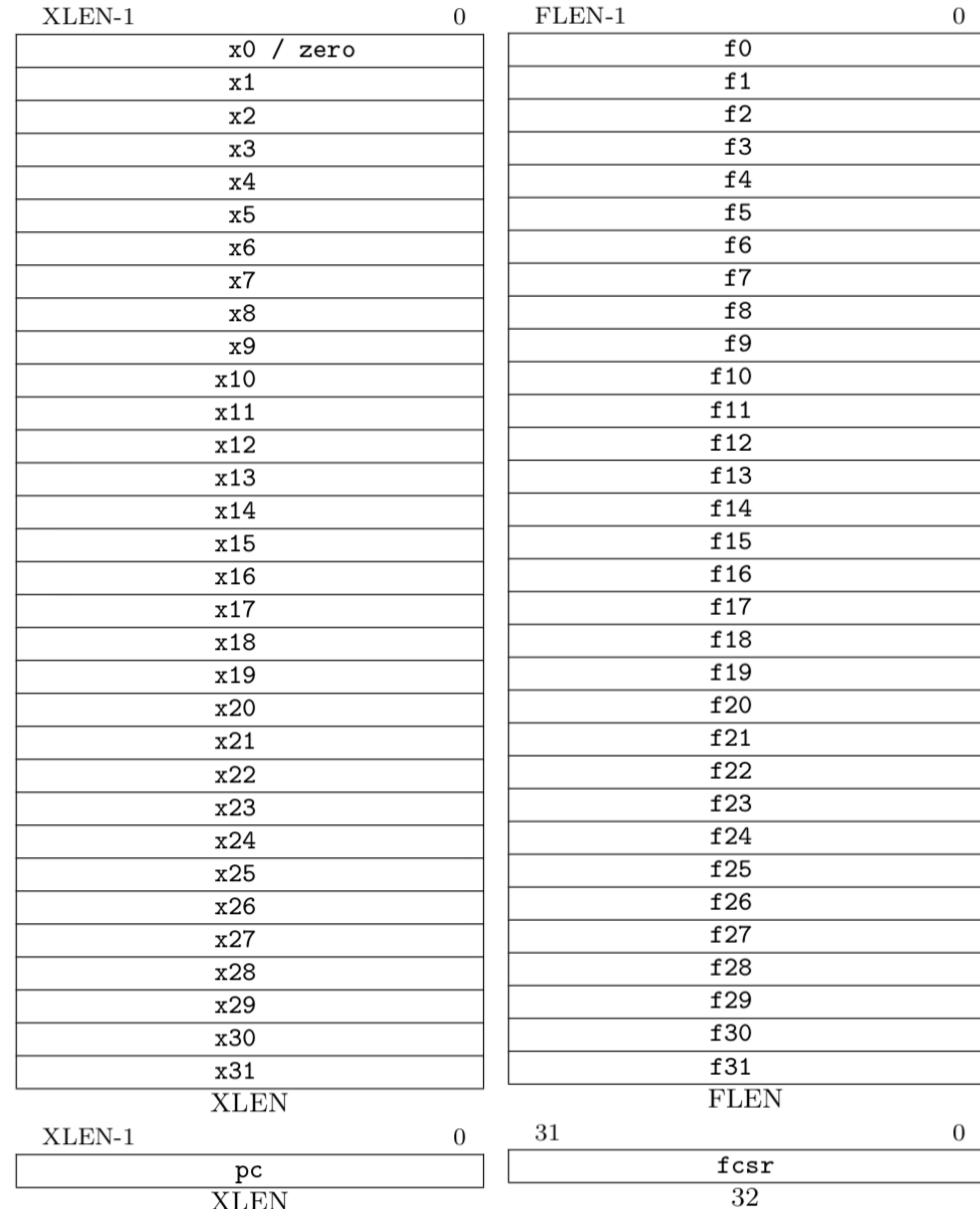 XLEN-1 0
x0 / zero
x1
x2
x3
x4
x5
x6
x7
x8
x9
x10
x11
x12
x13
x14
x15
x16
x17
x18
x19
x20
x21
x22
x23
x24
x25
x26
x27
x28
x29
x30
x31
XLEN
XLEN-1 0
pc
XLEN
FLEN-1 0
f0
f1
f2
f3
f4
f5
f6
f7
f8
f9
f10
f11
f12
f13
f14
f15
f16
f17
f18
f19
f20
f21
f22
f23
f24
f25
f26
f27
f28
f29
f30
f31
FLEN
31 0
fcsr
32